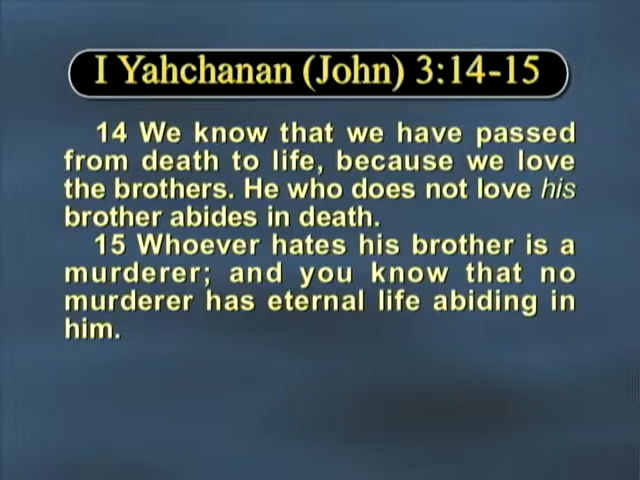 I Yahchanan (John) 3:14-15
14 We know that we have passed
from death to life, because we love
the brothers. He who does not love his
brother abides in death.
15 Whoever hates his brother is a
murderer; and you know that no
murderer has eternal life abiding in
him.